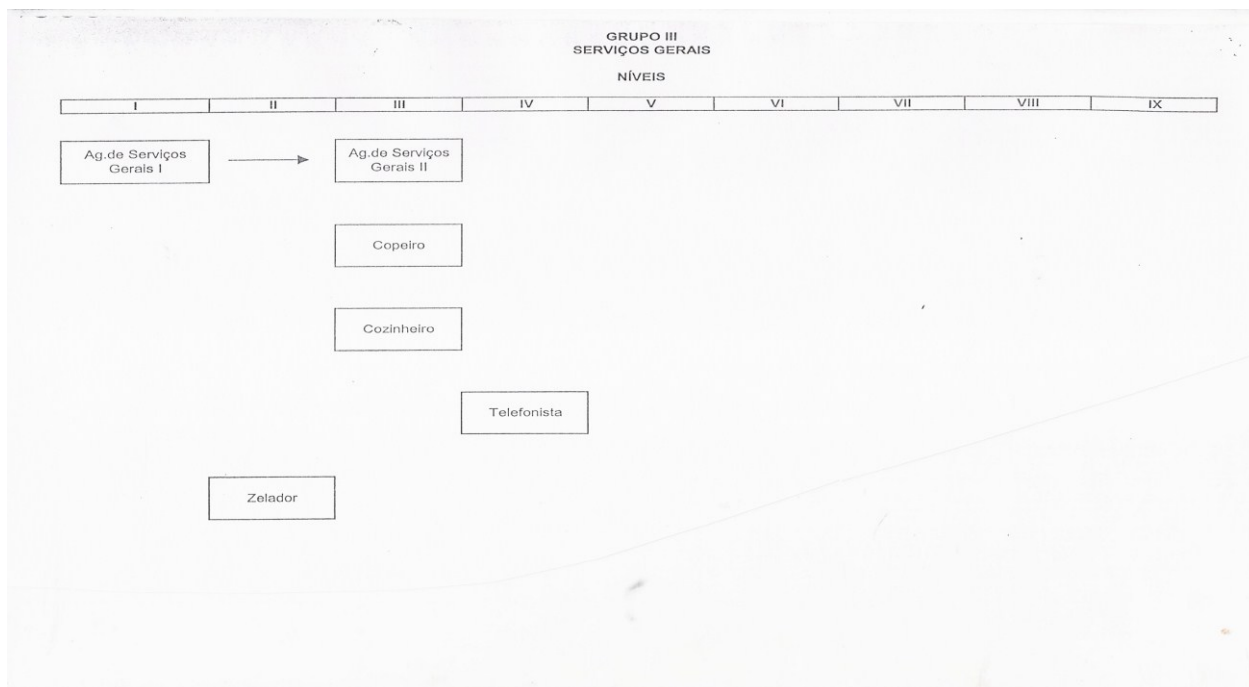 GRUPO III
SERVIÇOS GERAIS
NÍVEIS
I II III IV V VI VII VIII IX
Ag.de Serviços
Gerais I
Ag.de Serviços
Gerais II
Copeiro
Cozinheiro
Telefonista
Zelador